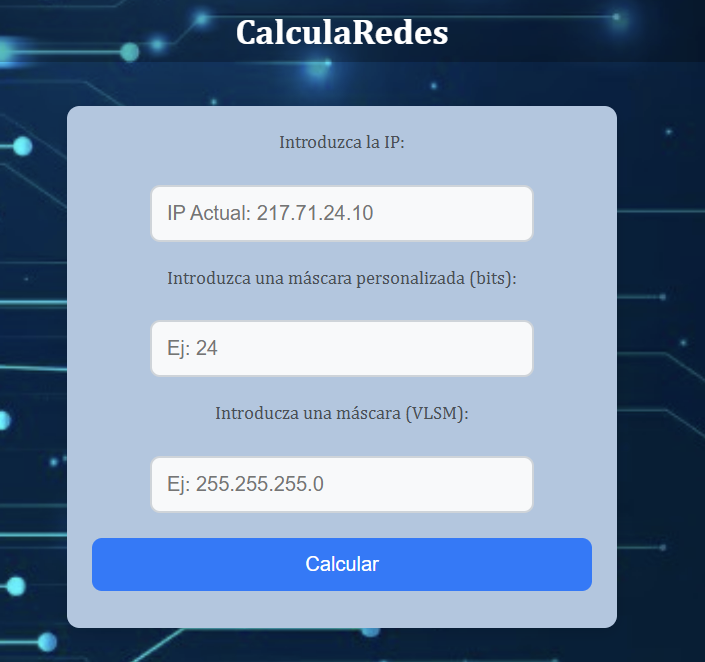 CalculaRedes
Introduzca la IP:
IP Actual: 217.71.24.10
Introduzca una máscara personalizada (bits):
Ej: 24
Introducza una máscara (VLSM):
Ej: 255.255.255.0
Calcular